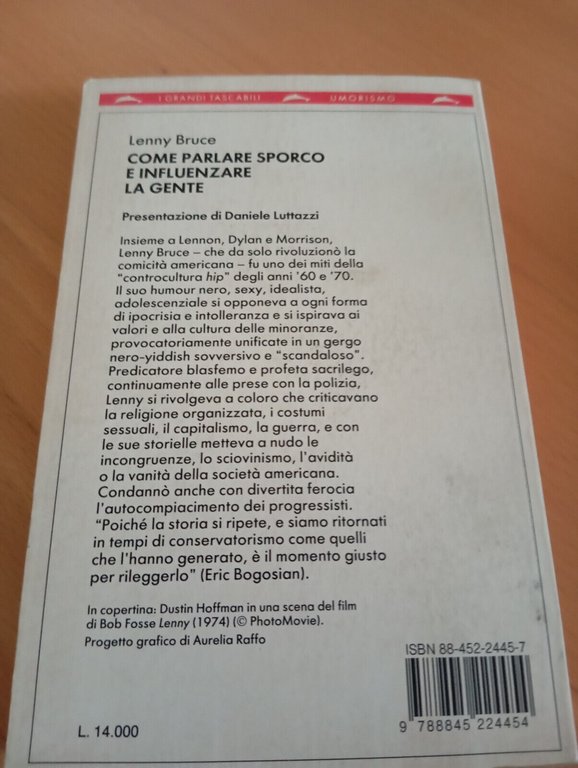 I GRANDI TASCABILI UMORISMO
Lenny Bruce
COME PARLARE SPORCO
E INFLUENZARE
LA GENTE
Presentazione di Daniele Luttazzi
Insieme a Lennon, Dylan e Morrison,
Lenny Bruce – che da solo rivoluzionò la
comicità americana – fu uno dei miti della
"controcultura hip" degli anni '60 e '70.
Il suo humour nero, sexy, idealista,
adolescenziale si opponeva a ogni forma
di ipocrisia e intolleranza e si ispirava ai
valori e alla cultura delle minoranze,
provocatoriamente unificate in un gergo
nero-yiddish sovversivo e "scandaloso".
Predicatore blasfemo e profeta sacrilego,
continuamente alle prese con la polizia,
Lenny si rivolgeva a coloro che criticavano
la religione organizzata, i costumi
sessuali, il capitalismo, la guerra, e con
le sue storielle metteva a nudo le
incongruenze, lo sciovinismo, l'avidità
o la vanità della società americana.
Condannò anche con divertita ferocia
l'autocompiacimento dei progressisti.
"Poiché la storia si ripete, e siamo ritornati
in tempi di conservatorismo come quelli
che l'hanno generato, è il momento giusto
per rileggerlo" (Eric Bogosian).
In copertina: Dustin Hoffman in una scena del film
di Bob Fosse Lenny (1974) (© PhotoMovie).
Progetto grafico di Aurelia Raffo
ISBN 88-452-2445-7
L. 14.000
9 788845 224454